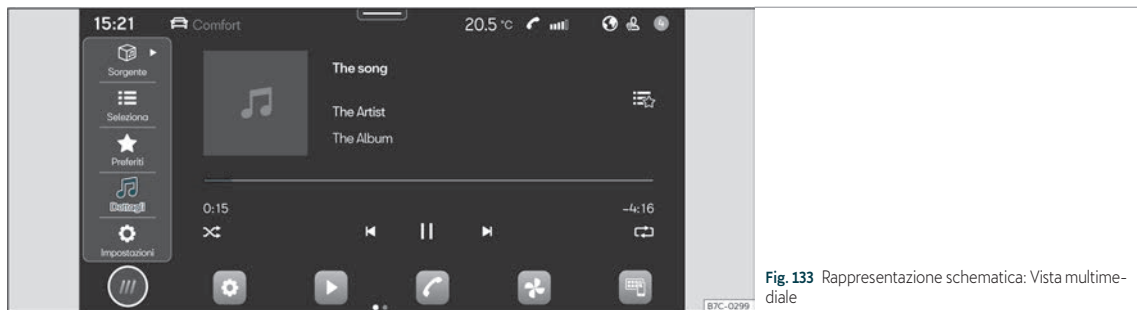 15:21 Comfort 20.5 °C 4
Sorgente
Seleziona
Preferiti
Dettagli
Impostazioni
The song
The Artist
The Album
0:15 -4:16
B7C-0299
Fig. 133 Rappresentazione schematica: Vista multime-
diale